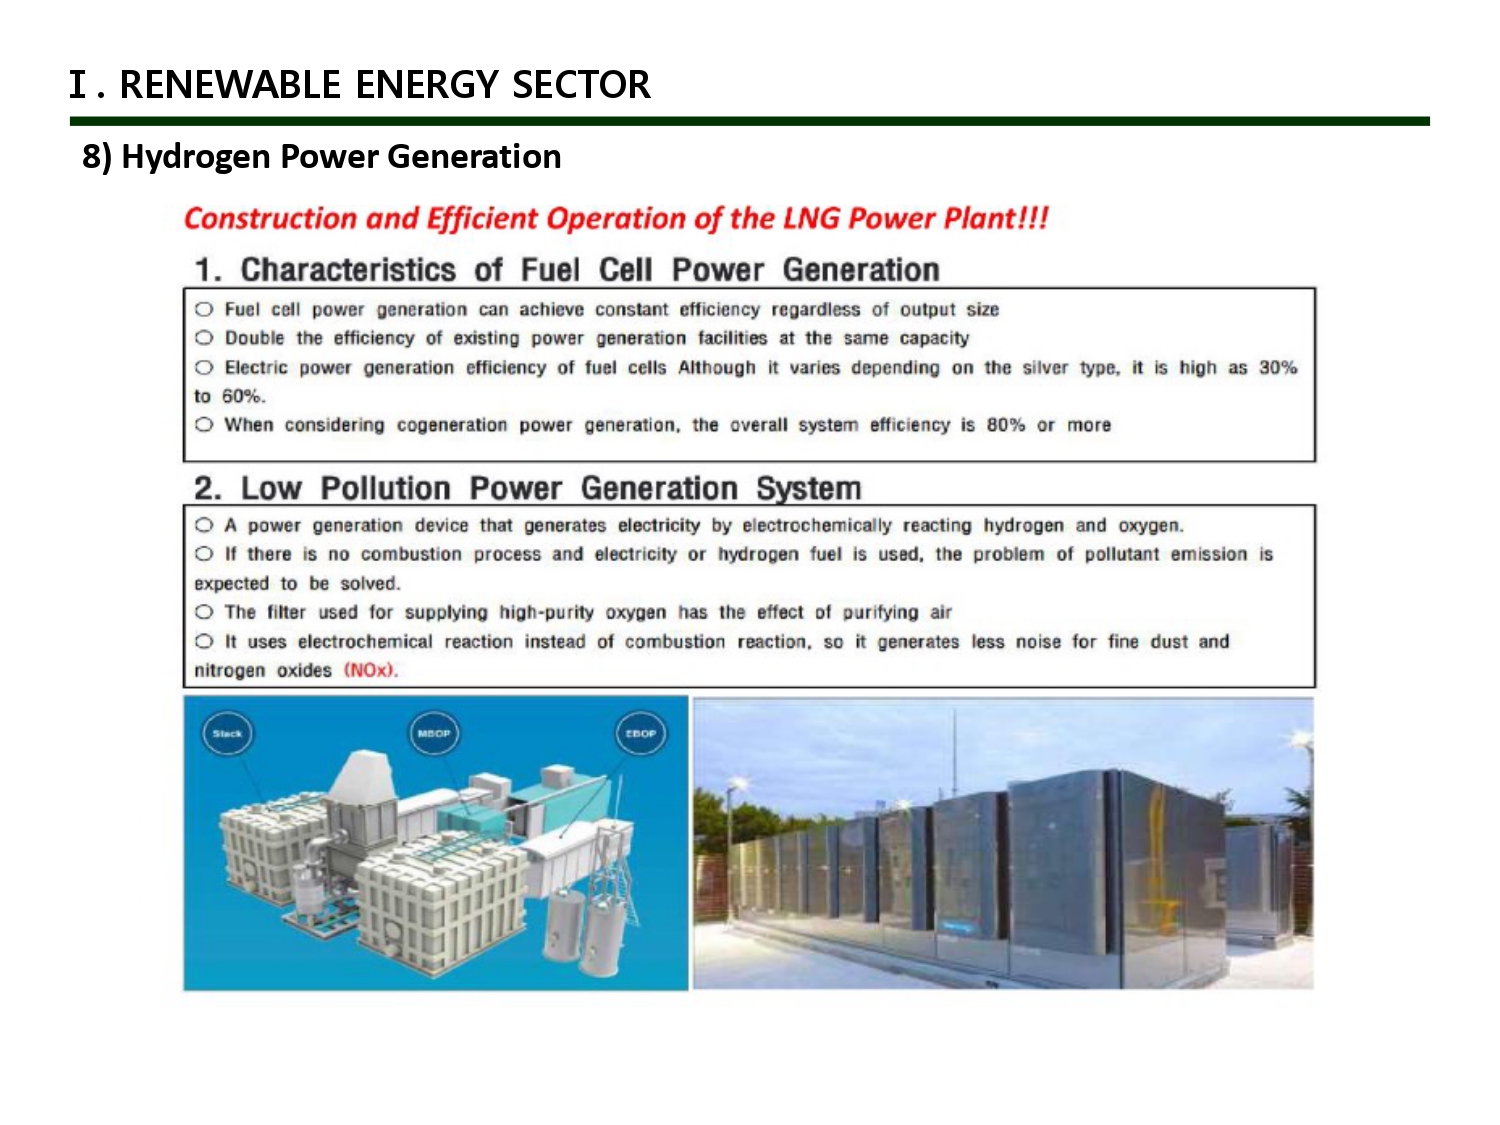 I . RENEWABLE ENERGY SECTOR
8) Hydrogen Power Generation
Construction and Efficient Operation of the LNG Power Plant!!!
1. Characteristics of Fuel Cell Power Generation
○ Fuel cell power generation can achieve constant efficiency regardless of output size
○ Double the efficiency of existing power generation facilities at the same capacity
○ Electric power generation efficiency of fuel cells Although it varies depending on the silver type, it is high as 30%
to 60%.
○ When considering cogeneration power generation, the overall system efficiency is 80% or more
2. Low Pollution Power Generation System
○ A power generation device that generates electricity by electrochemically reacting hydrogen and oxygen.
○ If there is no combustion process and electricity or hydrogen fuel is used, the problem of pollutant emission is
expected to be solved.
○ The filter used for supplying high-purity oxygen has the effect of purifying air
○ It uses electrochemical reaction instead of combustion reaction, so it generates less noise for fine dust and
nitrogen oxides (NOx).
Stack
MBOP
EBOP